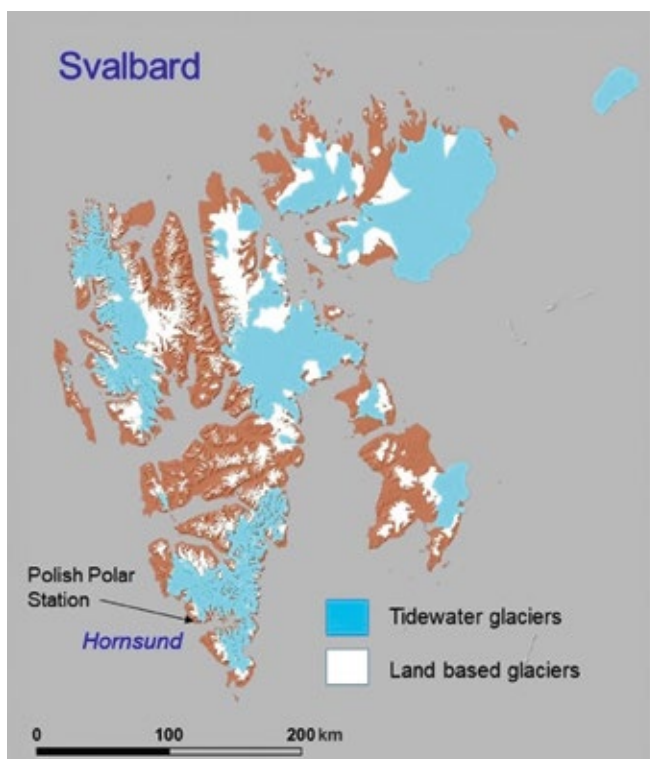 Svalbard
Polish Polar
Station
Hornsund
Tidewater glaciers
Land based glaciers
0 100 200 km